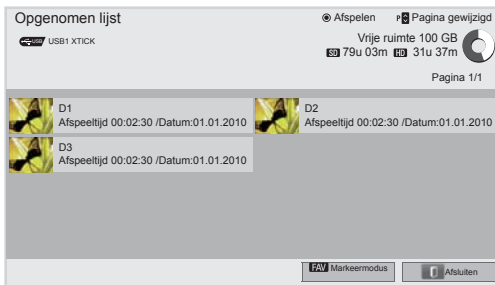 Opgenomen lijst
Afspelen
P Pagina gewijzigd
USB USB1 XTICK
Vrije ruimte 100 GB
SD 79u 03m HD 31u 37m
Pagina 1/1
D1
Afspeeltijd 00:02:30 /Datum:01.01.2010
D2
Afspeeltijd 00:02:30 /Datum:01.01.2010
D3
Afspeeltijd 00:02:30 /Datum:01.01.2010
FAV Markeermodus
Afsluiten